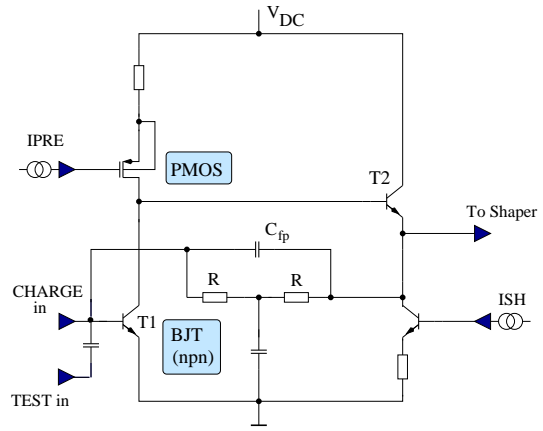 V_DC
IPRE
PMOS
T2
To Shaper
C_fp
R
R
CHARGE
in
T1
BJT
(npn)
ISH
TEST in